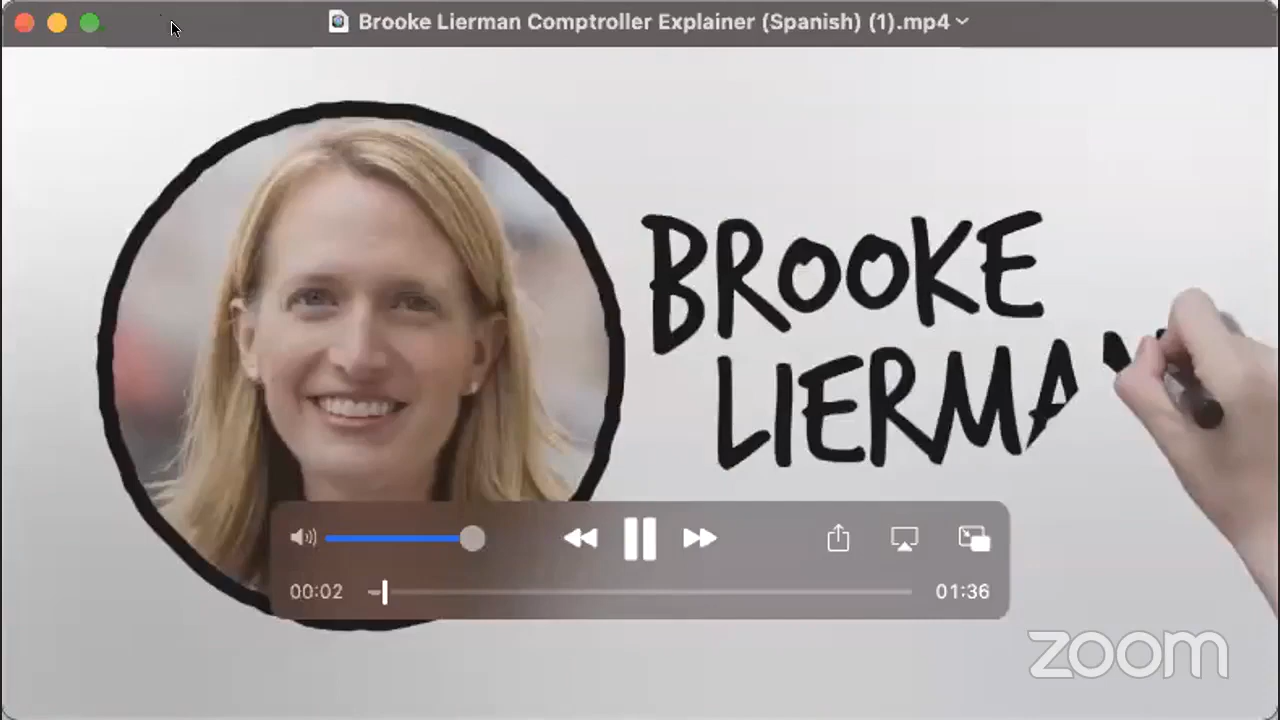 Brooke Lierman Comptroller Explainer (Spanish) (1).mp4
BROOKE
LIERMA
00:02
01:36
zoom